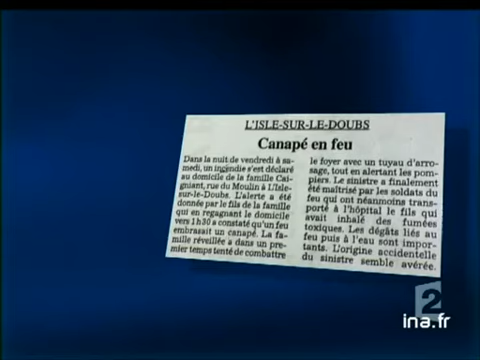 L'ISLE-SUR-LE-DOUBS
Canapé en feu
Dans la nuit de vendredi à sa-
medi, un incendie s'est déclaré
au domicile de la famille Cai-
gniant, rue du Moulin à L'Isle-
sur-le-Doubs. L'alerte a été
donnée par le fils de la famille
qui en regagnant le domicile
vers 1h30 a constaté qu'un feu
embrasait un canapé. La fa-
mille réveillée a dans un pre-
mier temps tenté de combattre
le foyer avec un tuyau d'arro-
sage, tout en alertant les pom-
piers. Le sinistre a finalement
été maîtrisé par les soldats du
feu qui ont néanmoins trans-
porté à l'hôpital le fils qui
avait inhalé des fumées
toxiques. Les dégâts liés au
feu puis à l'eau sont impor-
tants. L'origine accidentelle
du sinistre semble avérée.
2
ina.fr